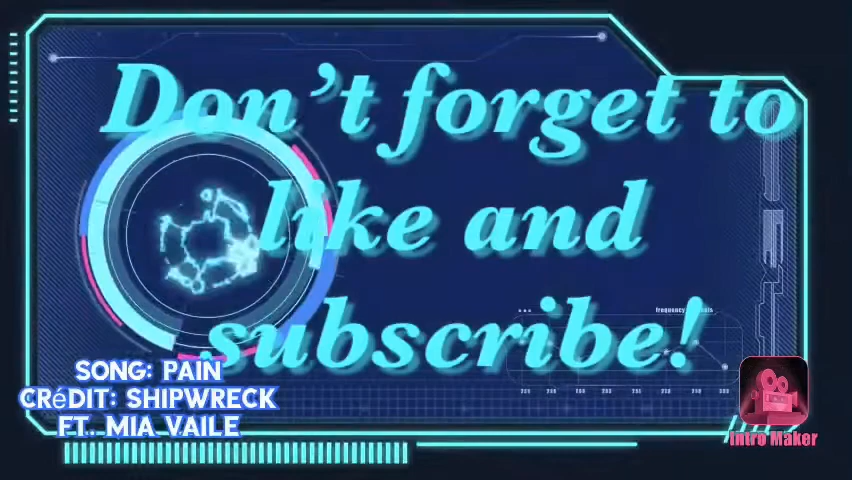 Don't forget to
like and
subscribe!
SONG: PAIN
CRéDIT: SHIPWRECK
FT. MIA VAILE
Intro Maker